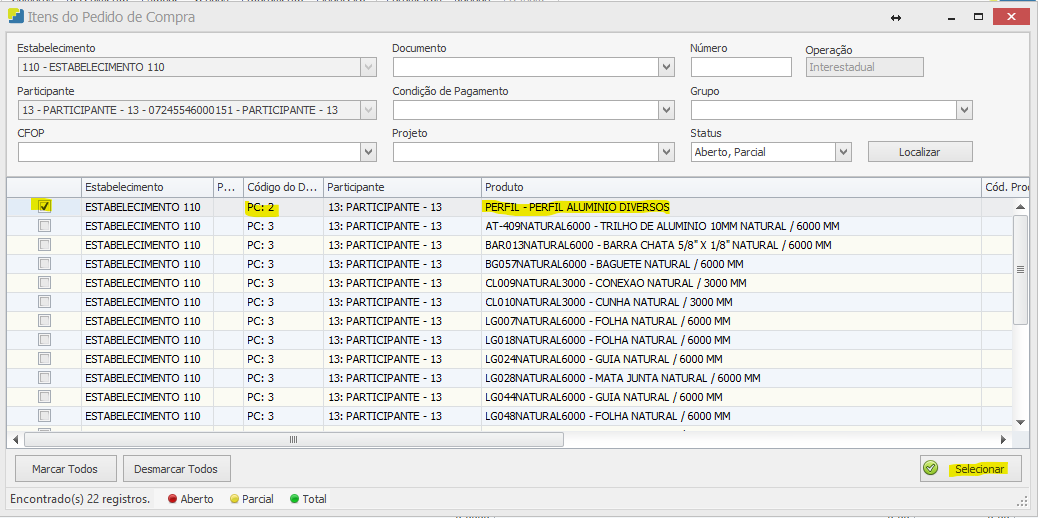 Itens do Pedido de Compra
Estabelecimento
Documento
Número
Operação
110 - ESTABELECIMENTO 110
Interestadual
Participante
Condição de Pagamento
Grupo
13 - PARTICIPANTE - 13 - 07245546000151 - PARTICIPANTE - 13
CFOP
Projeto
Status
Aberto, Parcial
Localizar
Estabelecimento P... Código do D... Participante Produto Cód. Pro
ESTABELECIMENTO 110 PC: 2 13: PARTICIPANTE - 13 PERFIL - PERFIL ALUMINIO DIVERSOS
ESTABELECIMENTO 110 PC: 3 13: PARTICIPANTE - 13 AT-409NATURAL6000 - TRILHO DE ALUMINIO 10MM NATURAL / 6000 MM
ESTABELECIMENTO 110 PC: 3 13: PARTICIPANTE - 13 BAR013NATURAL6000 - BARRA CHATA 5/8" X 1/8" NATURAL / 6000 MM
ESTABELECIMENTO 110 PC: 3 13: PARTICIPANTE - 13 BG057NATURAL6000 - BAGUETE NATURAL / 6000 MM
ESTABELECIMENTO 110 PC: 3 13: PARTICIPANTE - 13 CL009NATURAL3000 - CONEXAO NATURAL / 3000 MM
ESTABELECIMENTO 110 PC: 3 13: PARTICIPANTE - 13 CL010NATURAL3000 - CUNHA NATURAL / 3000 MM
ESTABELECIMENTO 110 PC: 3 13: PARTICIPANTE - 13 LG007NATURAL6000 - FOLHA NATURAL / 6000 MM
ESTABELECIMENTO 110 PC: 3 13: PARTICIPANTE - 13 LG018NATURAL6000 - FOLHA NATURAL / 6000 MM
ESTABELECIMENTO 110 PC: 3 13: PARTICIPANTE - 13 LG024NATURAL6000 - GUIA NATURAL / 6000 MM
ESTABELECIMENTO 110 PC: 3 13: PARTICIPANTE - 13 LG028NATURAL6000 - MATA JUNTA NATURAL / 6000 MM
ESTABELECIMENTO 110 PC: 3 13: PARTICIPANTE - 13 LG044NATURAL6000 - GUIA NATURAL / 6000 MM
ESTABELECIMENTO 110 PC: 3 13: PARTICIPANTE - 13 LG048NATURAL6000 - FOLHA NATURAL / 6000 MM
Marcar Todos
Desmarcar Todos
Selecionar
Encontrado(s) 22 registros. Aberto Parcial Total